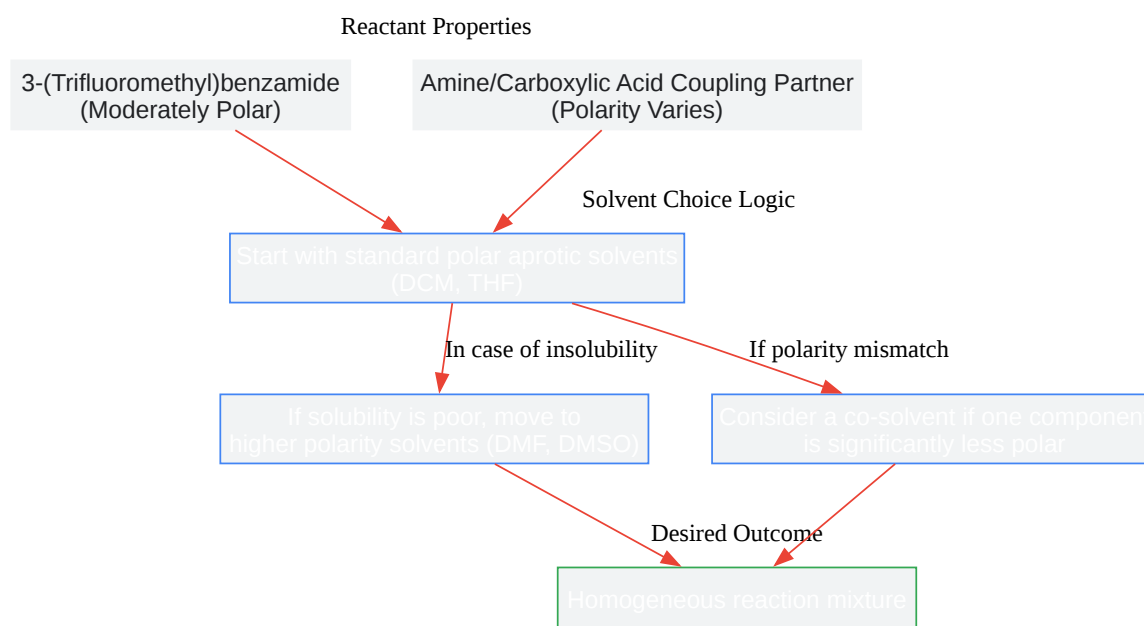 Reactant Properties
3-(Trifluoromethyl)benzamide
(Moderately Polar)
Amine/Carboxylic Acid Coupling Partner
(Polarity Varies)
Solvent Choice Logic
Start with standard polar aprotic solvents
(DCM, THF)
In case of insolubility
If polarity mismatch
If solubility is poor, move to
higher polarity solvents (DMF, DMSO)
Consider a co-solvent if one component
is significantly less polar
Desired Outcome
Homogeneous reaction mixture